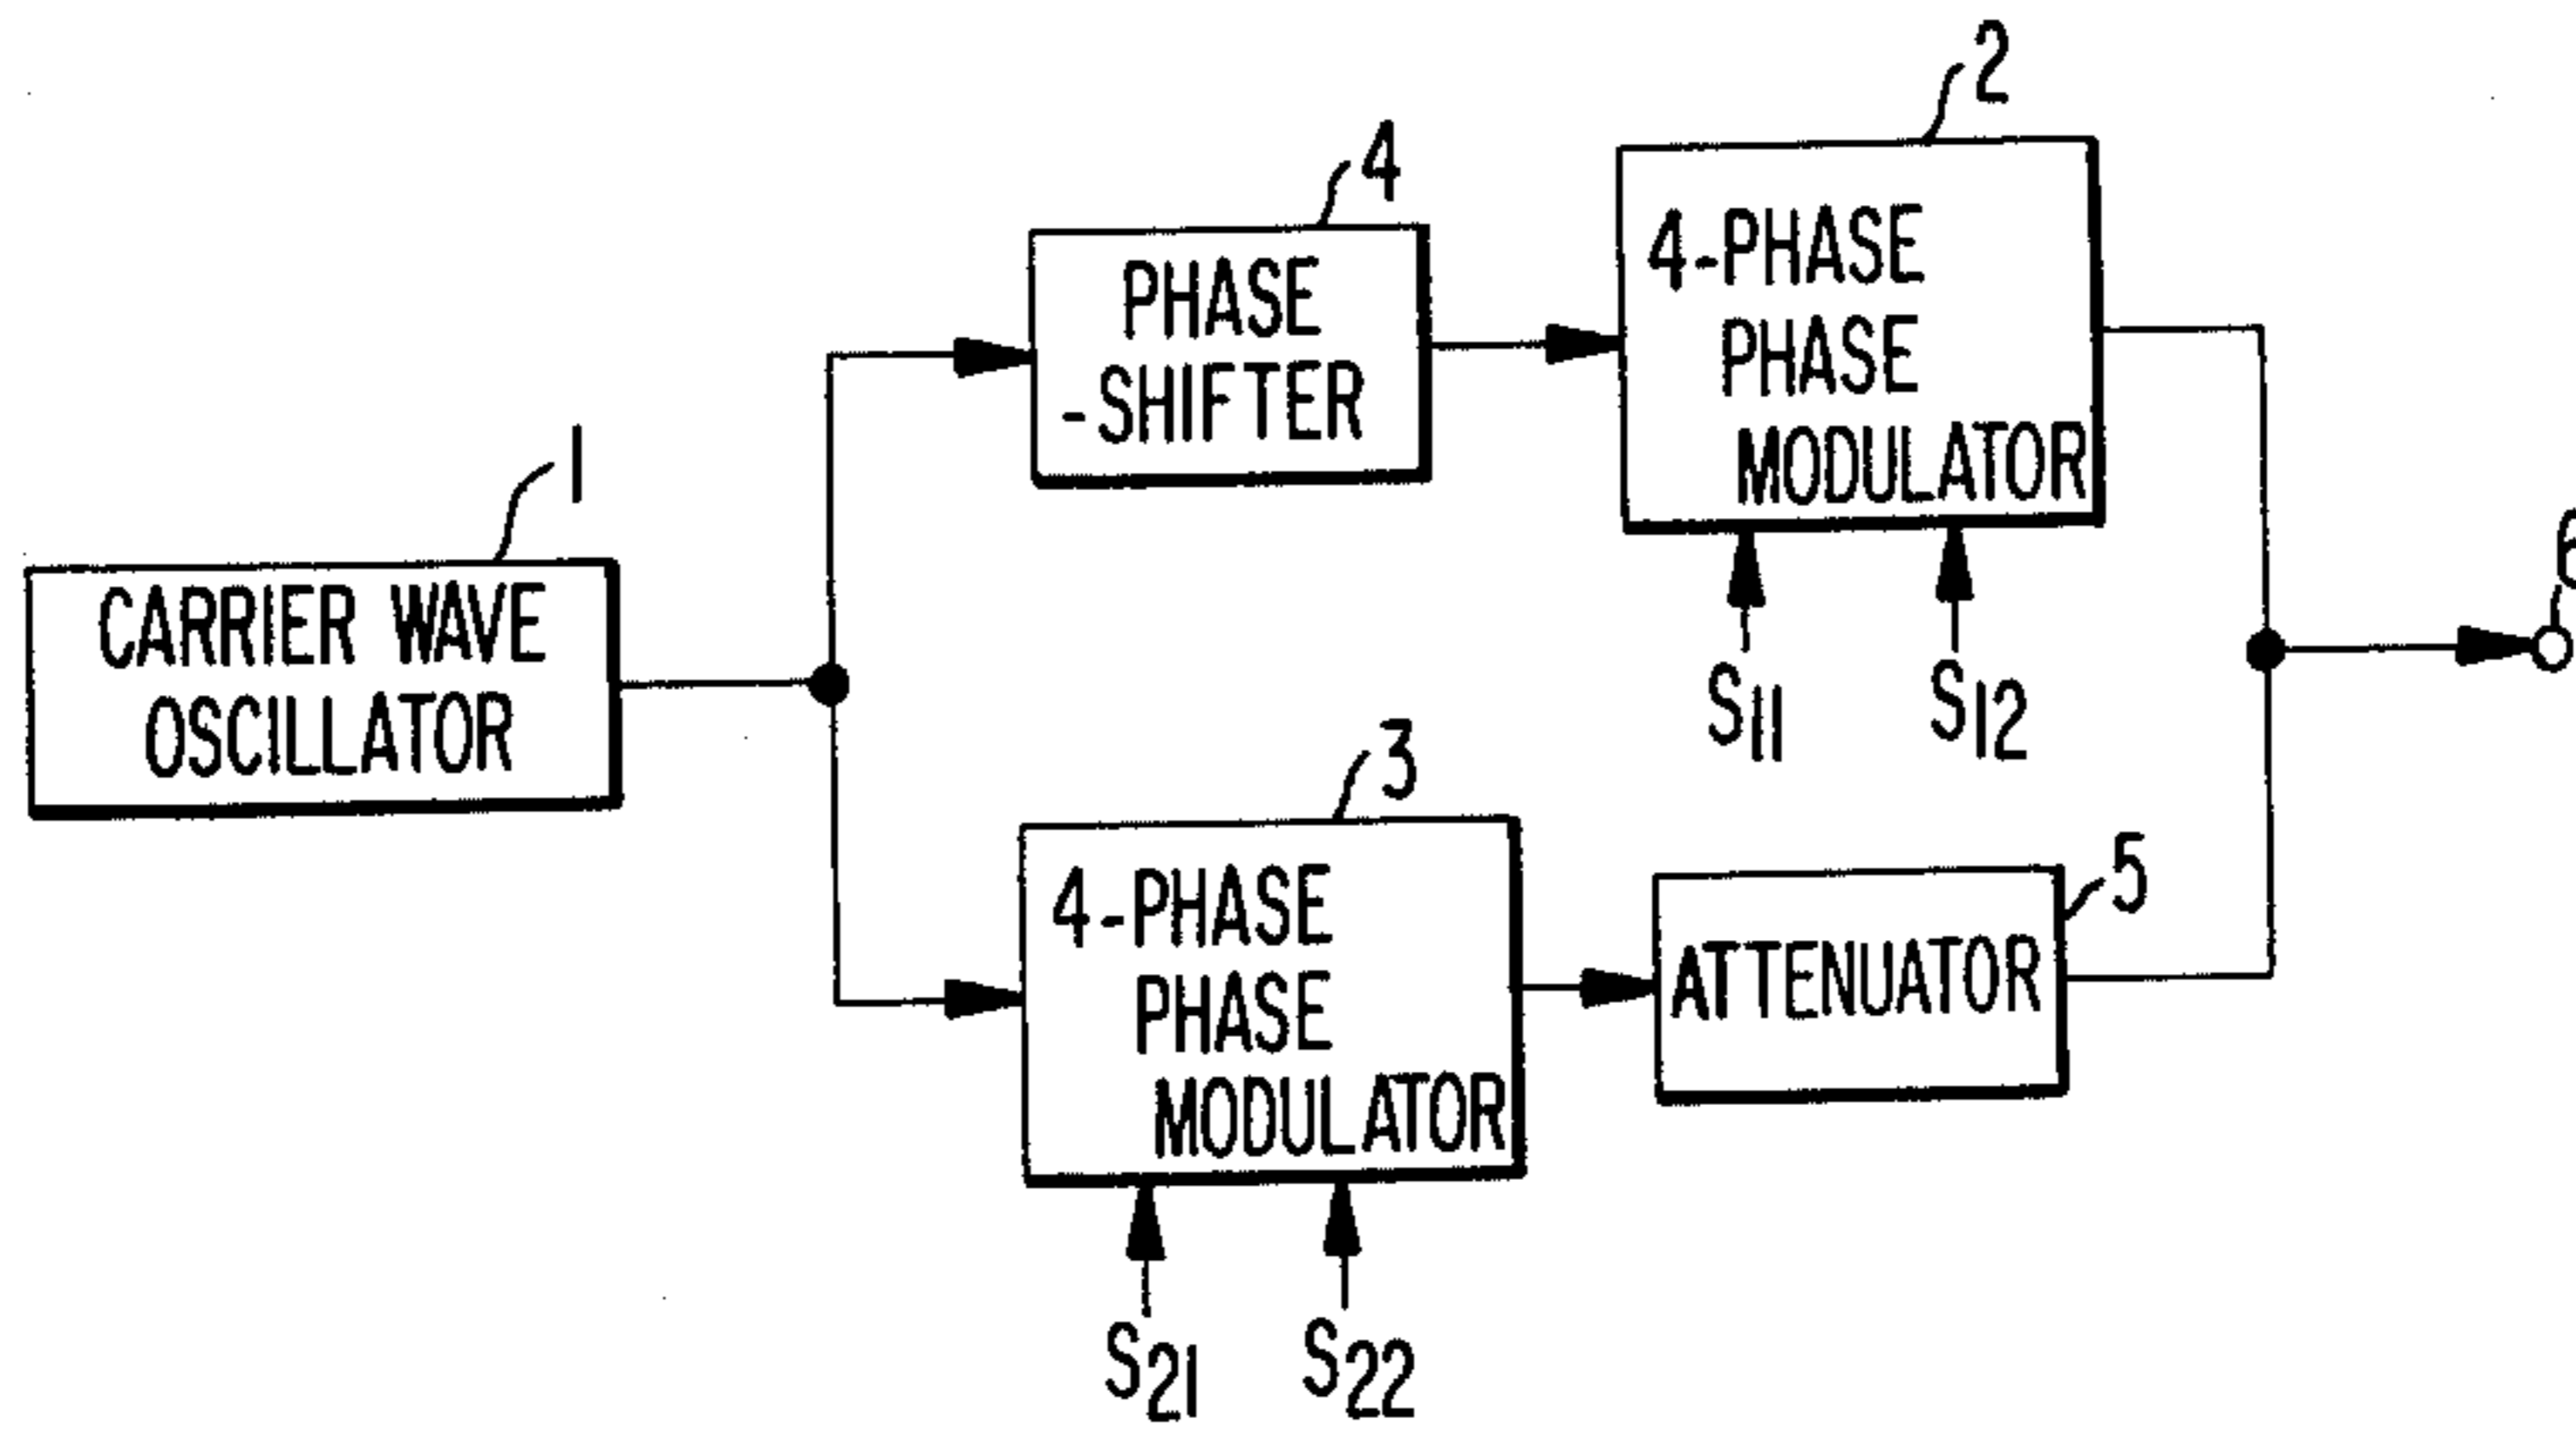 1
CARRIER WAVE
OSCILLATOR
4
PHASE
-SHIFTER
2
4-PHASE
PHASE
MODULATOR
S11
S12
3
4-PHASE
PHASE
MODULATOR
S21
S22
5
ATTENUATOR
6